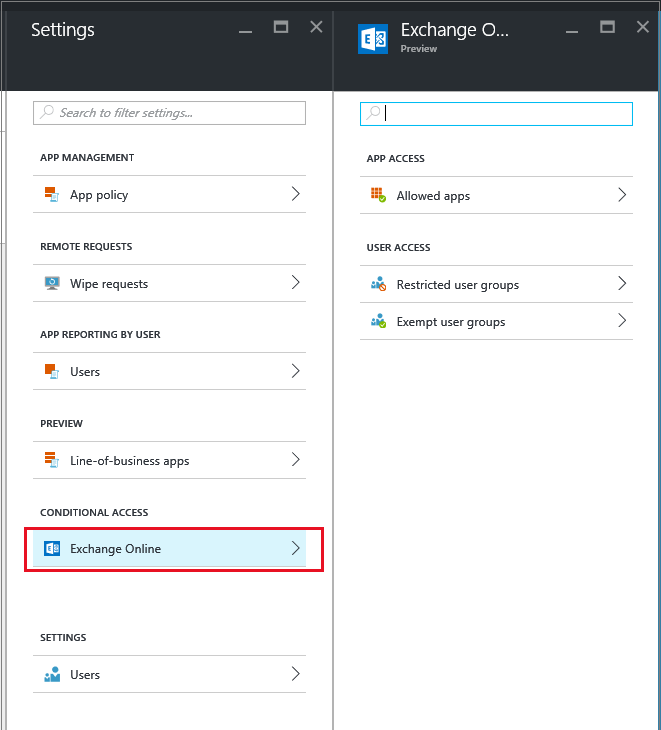 Settings
Search to filter settings...
APP MANAGEMENT
App policy
REMOTE REQUESTS
Wipe requests
APP REPORTING BY USER
Users
PREVIEW
Line-of-business apps
CONDITIONAL ACCESS
Exchange Online
SETTINGS
Users
Exchange O...
Preview
APP ACCESS
Allowed apps
USER ACCESS
Restricted user groups
Exempt user groups